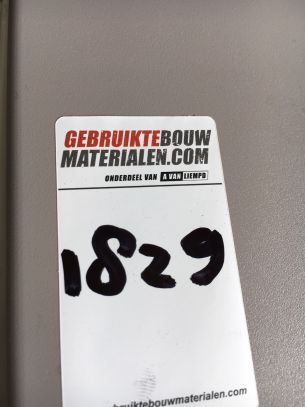 GEBRUIKTEBOUW
MATERIALEN.COM
ONDERDEEL VAN A VAN LIEMPD
1829
bruiktebouwmaterialen.com